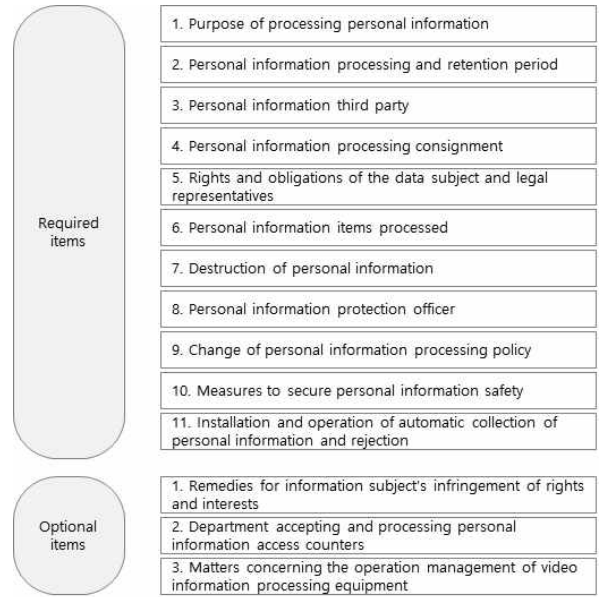 Required
items
1. Purpose of processing personal information
2. Personal information processing and retention period
3. Personal information third party
4. Personal information processing consignment
5. Rights and obligations of the data subject and legal
representatives
6. Personal information items processed
7. Destruction of personal information
8. Personal information protection officer
9. Change of personal information processing policy
10. Measures to secure personal information safety
11. Installation and operation of automatic collection of
personal information and rejection
Optional
items
1. Remedies for information subject's infringement of rights
and interests
2. Department accepting and processing personal
information access counters
3. Matters concerning the operation management of video
information processing equipment